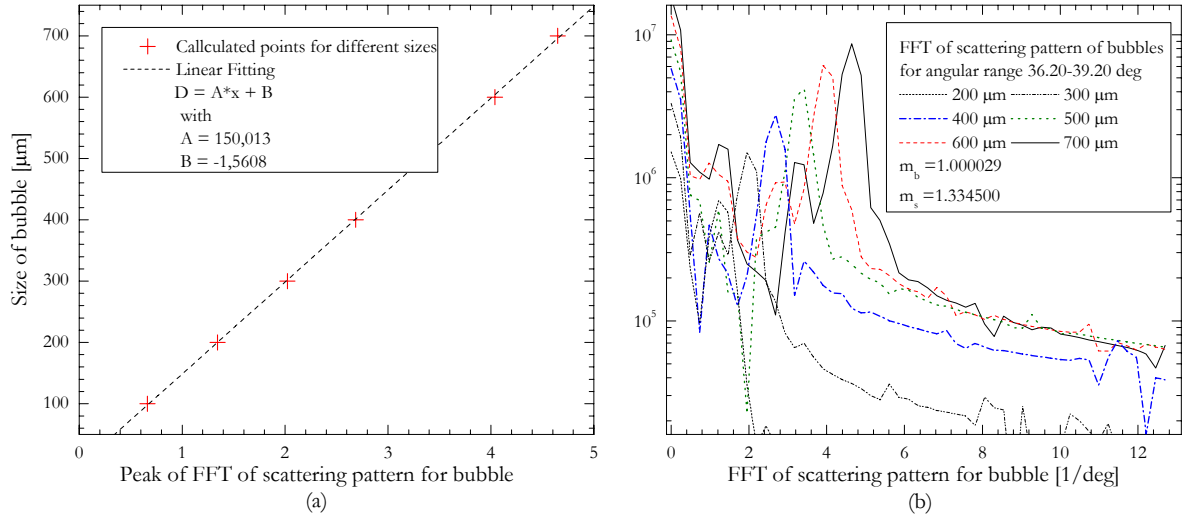 700
600
500
400
300
200
100
Size of bubble [µm]
Callculated points for different sizes
Linear Fitting
D = A*x + B
with
A = 150,013
B = -1,5608
0 1 2 3 4 5
Peak of FFT of scattering pattern for bubble
(a)
10^7
10^6
10^5
FFT of scattering pattern of bubbles
for angular range 36.20-39.20 deg
200 µm 300 µm
400 µm 500 µm
600 µm 700 µm
m_b =1.000029
m_s =1.334500
0 2 4 6 8 10 12
FFT of scattering pattern for bubble [1/deg]
(b)